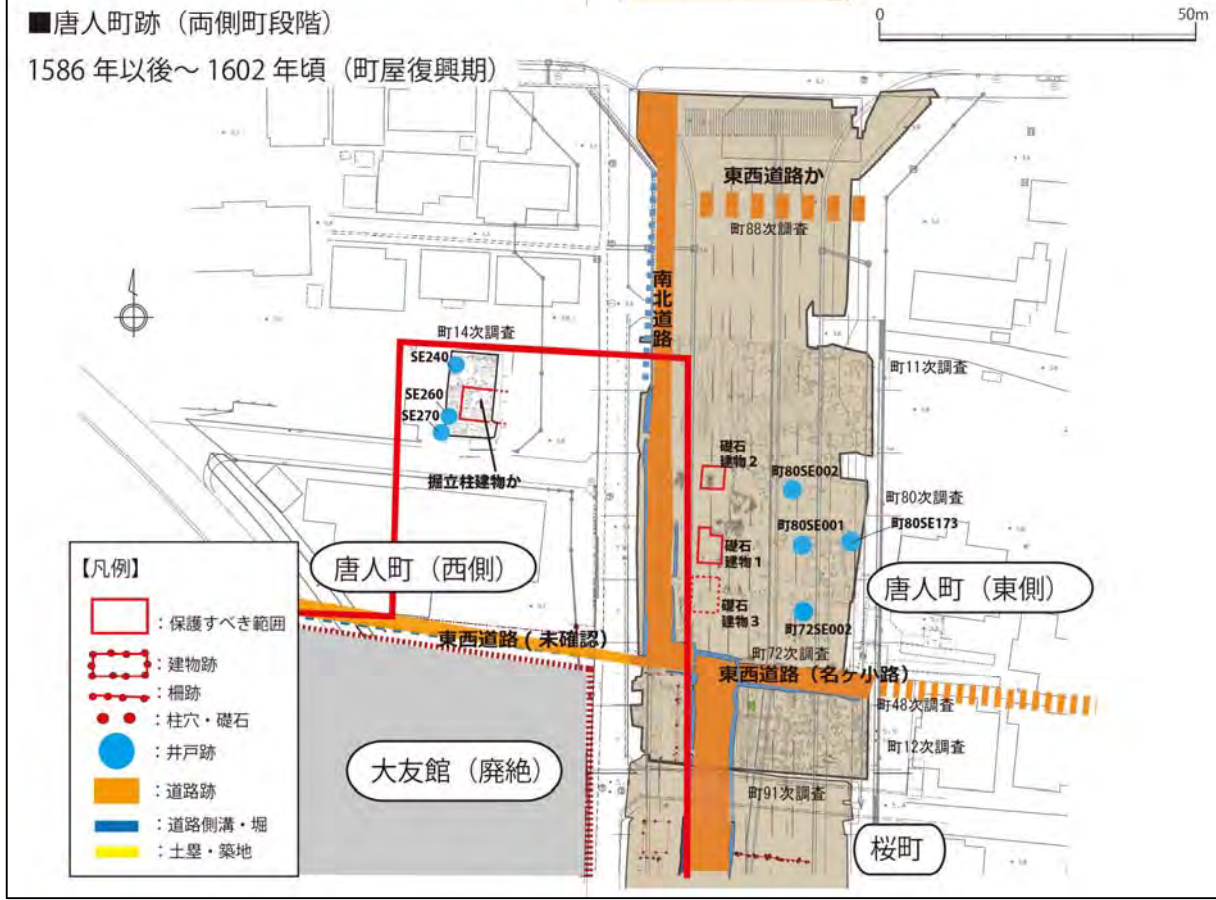 ■唐人町跡（両側町段階）
1586 年以後～ 1602 年頃（町屋復興期）
0
50m
東西道路か
町88次調査
南北道路
町14次調査
SE240
SE260
SE270
掘立柱建物か
町11次調査
礎石
建物２
町80SE002
町80次調査
町80SE001
町80SE173
礎石
建物１
唐人町（西側）
唐人町（東側）
礎石
建物３
町72SE002
東西道路 ( 未確認）
町72次調査
東西道路（名ヶ小路）
町48次調査
町12次調査
大友館（廃絶）
町91次調査
桜町
【凡例】
：保護すべき範囲
：建物跡
：柵跡
：柱穴・礎石
：井戸跡
：道路跡
：道路側溝・堀
：土塁・築地